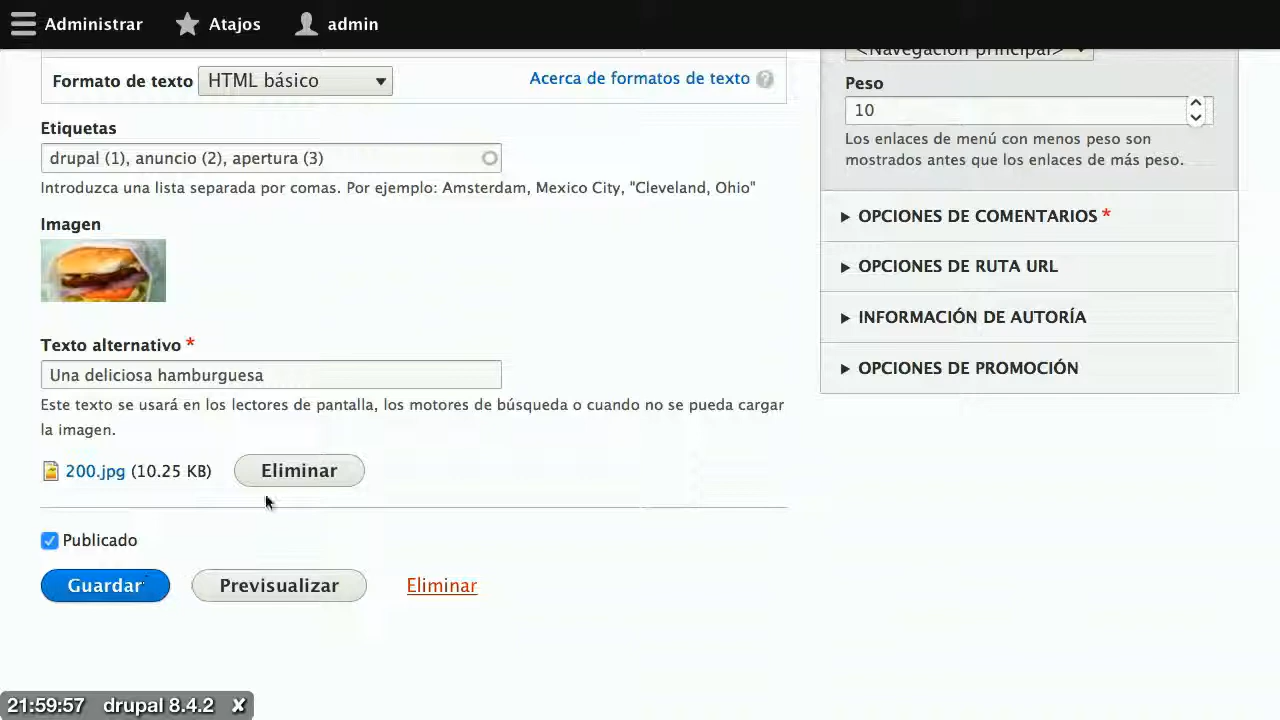 Administrar Atajos admin
<Navegación principal>
Formato de texto HTML básico Acerca de formatos de texto ?
Peso
10
Los enlaces de menú con menos peso son
mostrados antes que los enlaces de más peso.
Etiquetas
drupal (1), anuncio (2), apertura (3)
Introduzca una lista separada por comas. Por ejemplo: Amsterdam, Mexico City, "Cleveland, Ohio"
Imagen
Texto alternativo *
Una deliciosa hamburguesa
Este texto se usará en los lectores de pantalla, los motores de búsqueda o cuando no se pueda cargar
la imagen.
200.jpg (10.25 KB) Eliminar
Publicado
Guardar Previsualizar Eliminar
OPCIONES DE COMENTARIOS *
OPCIONES DE RUTA URL
INFORMACIÓN DE AUTORÍA
OPCIONES DE PROMOCIÓN
21:59:57 drupal 8.4.2 ✘